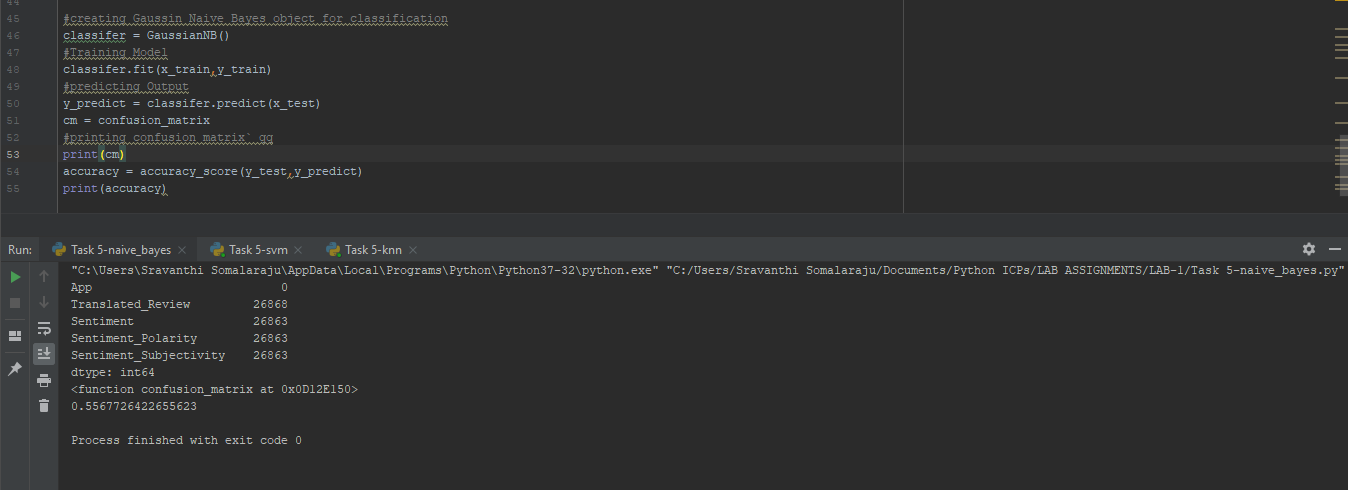 44
45 #creating Gaussin Naive Bayes object for classification
46 classifer = GaussianNB()
47 #Training Model
48 classifer.fit(x_train,y_train)
49 #predicting Output
50 y_predict = classifer.predict(x_test)
51 cm = confusion_matrix
52 #printing confusion matrix` gg
53 print(cm)
54 accuracy = accuracy_score(y_test,y_predict)
55 print(accuracy)
Run: Task 5-naive_bayes × Task 5-svm × Task 5-knn ×
"C:\Users\Sravanthi Somalaraju\AppData\Local\Programs\Python\Python37-32\python.exe" "C:/Users/Sravanthi Somalaraju/Documents/Python ICPs/LAB ASSIGNMENTS/LAB-1/Task 5-naive_bayes.py"
App 0
Translated_Review 26868
Sentiment 26863
Sentiment_Polarity 26863
Sentiment_Subjectivity 26863
dtype: int64
<function confusion_matrix at 0x0D12E150>
0.5567726422655623
Process finished with exit code 0